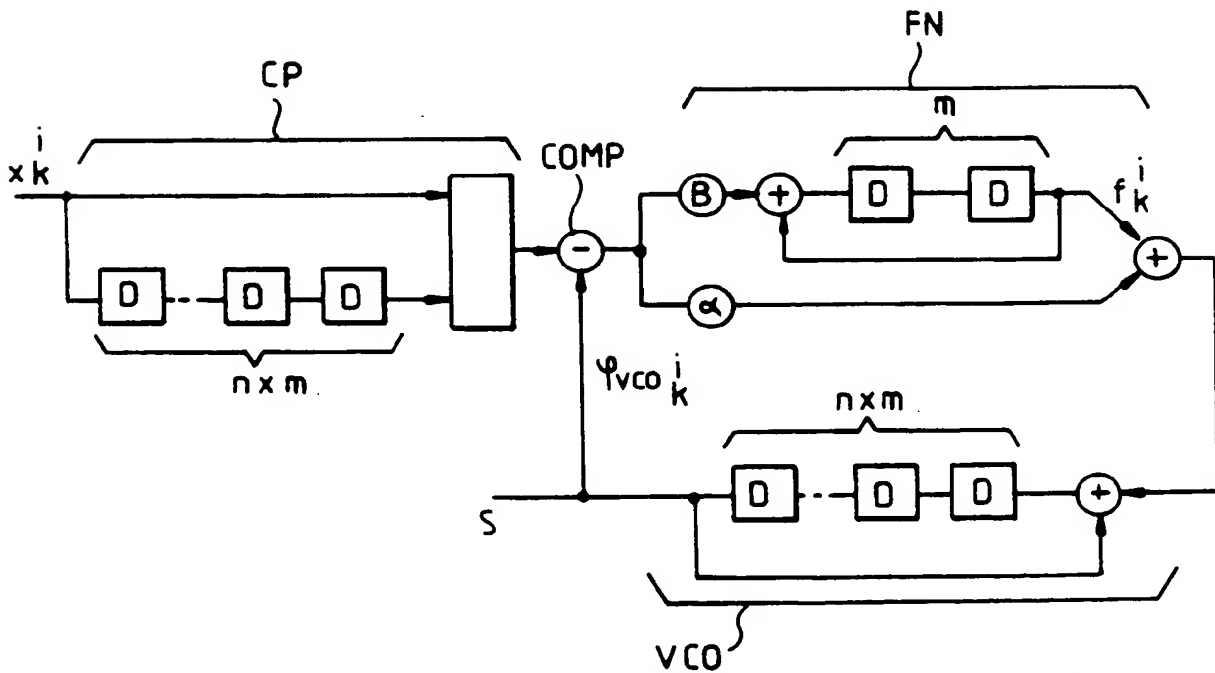 FN
CP
m
x i k
COMP
B
+
D
D
f i k
-
+
D
D
D
α
n x m
φVCO i k
n x m
D
D
D
+
S
VCO